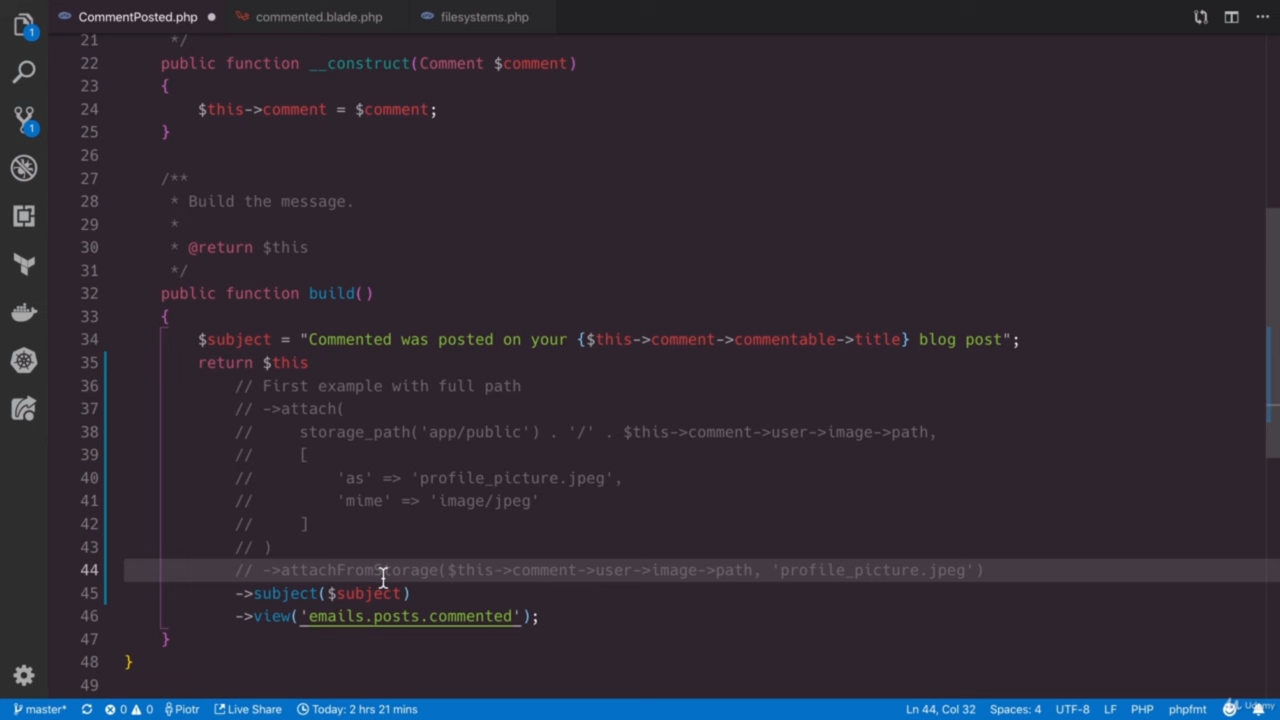 CommentPosted.php
commented.blade.php
filesystems.php
1
1
21 */
22 public function __construct(Comment $comment)
23 {
24 $this->comment = $comment;
25 }
26
27 /**
28 * Build the message.
29 *
30 * @return $this
31 */
32 public function build()
33 {
34 $subject = "Commented was posted on your {$this->comment->commentable->title} blog post";
35 return $this
36 // First example with full path
37 // ->attach(
38 // storage_path('app/public') . '/' . $this->comment->user->image->path,
39 // [
40 // 'as' => 'profile_picture.jpeg',
41 // 'mime' => 'image/jpeg'
42 // ]
43 // )
44 // ->attachFromStorage($this->comment->user->image->path, 'profile_picture.jpeg')
45 ->subject($subject)
46 ->view('emails.posts.commented');
47 }
48 }
49
master* 0 0 Piotr Live Share Today: 2 hrs 21 mins Ln 44, Col 32 Spaces: 4 UTF-8 LF PHP phpfmt
Udemy